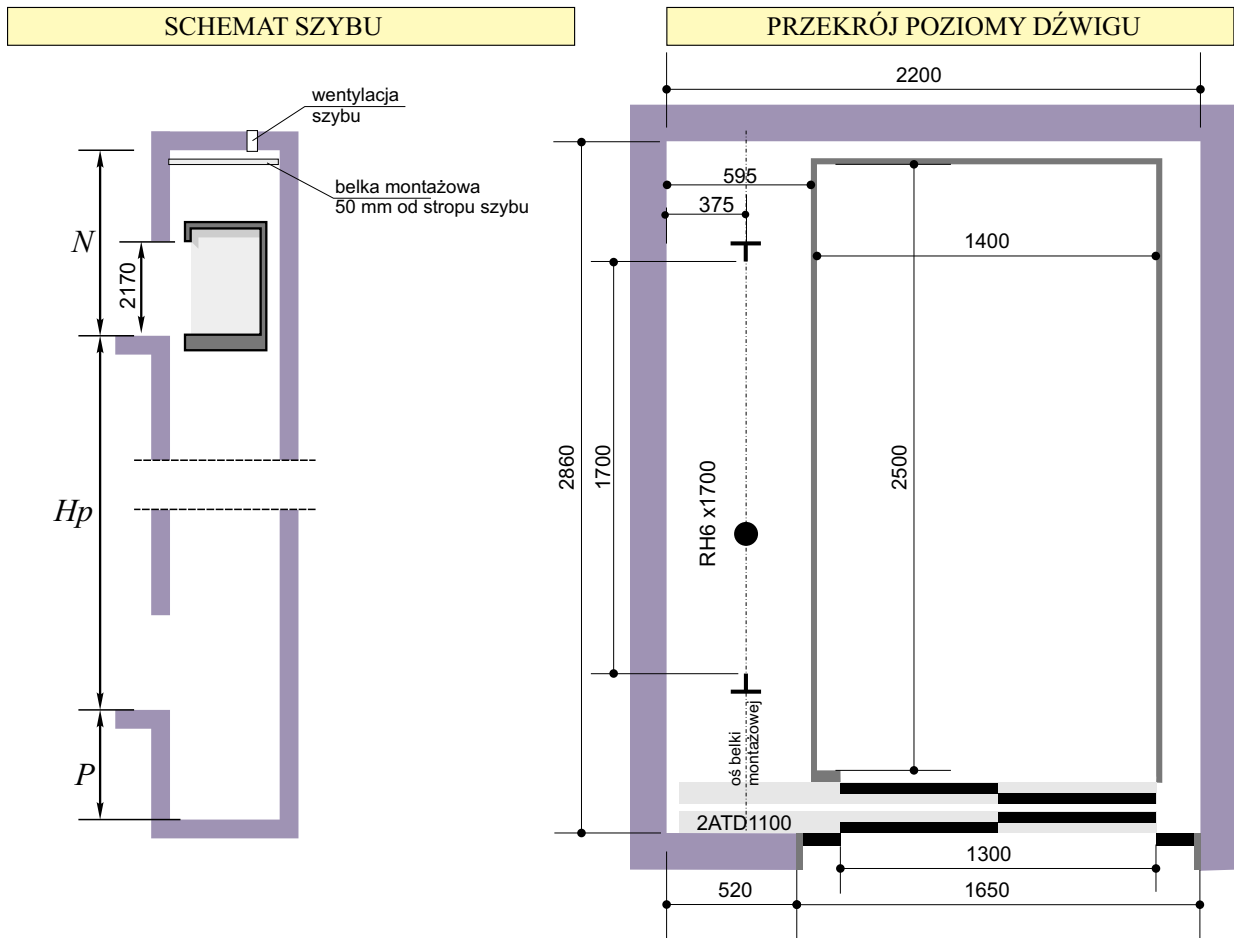 SCHEMAT SZYBU
PRZEKRÓJ POZIOMY DŹWIGU
wentylacja
szybu
belka montażowa
50 mm od stropu szybu
N
2170
Hp
P
2200
595
375
1400
2860
1700
RH6 x1700
2500
oś belki
montażowej
2ATD1100
1300
520
1650